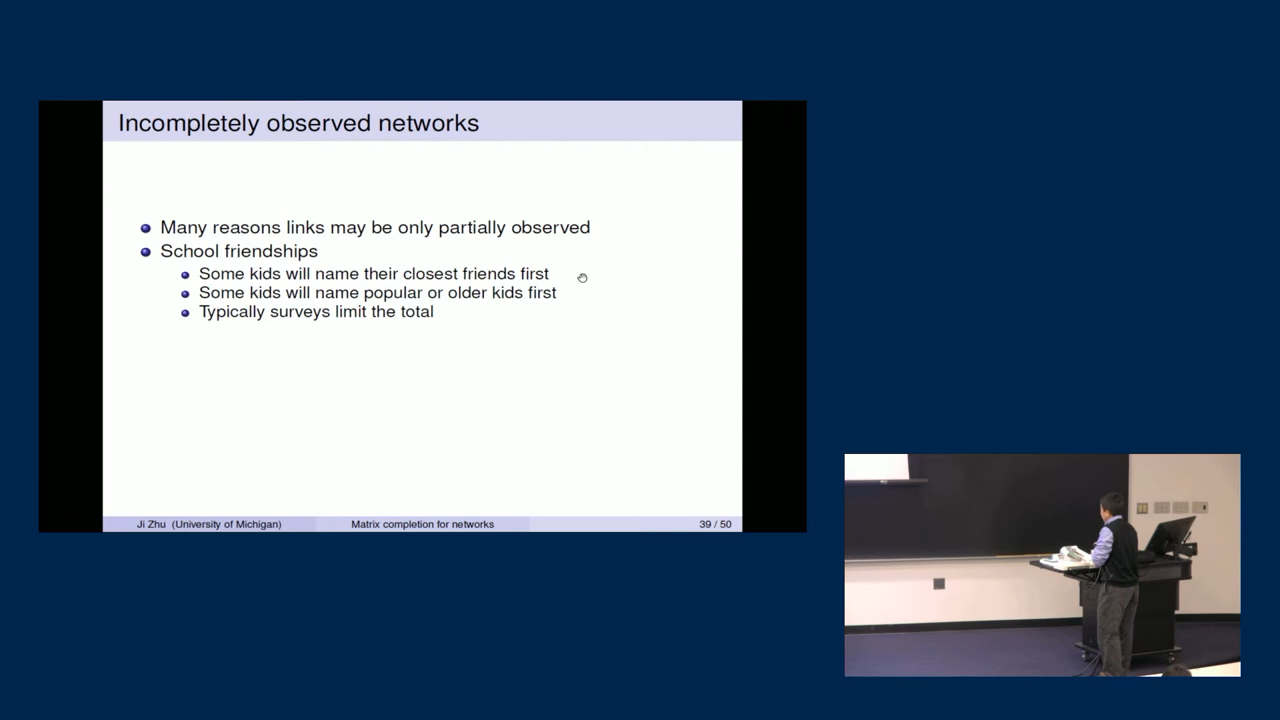 Incompletely observed networks
Many reasons links may be only partially observed
School friendships
Some kids will name their closest friends first
Some kids will name popular or older kids first
Typically surveys limit the total
Ji Zhu (University of Michigan)
Matrix completion for networks
39 / 50